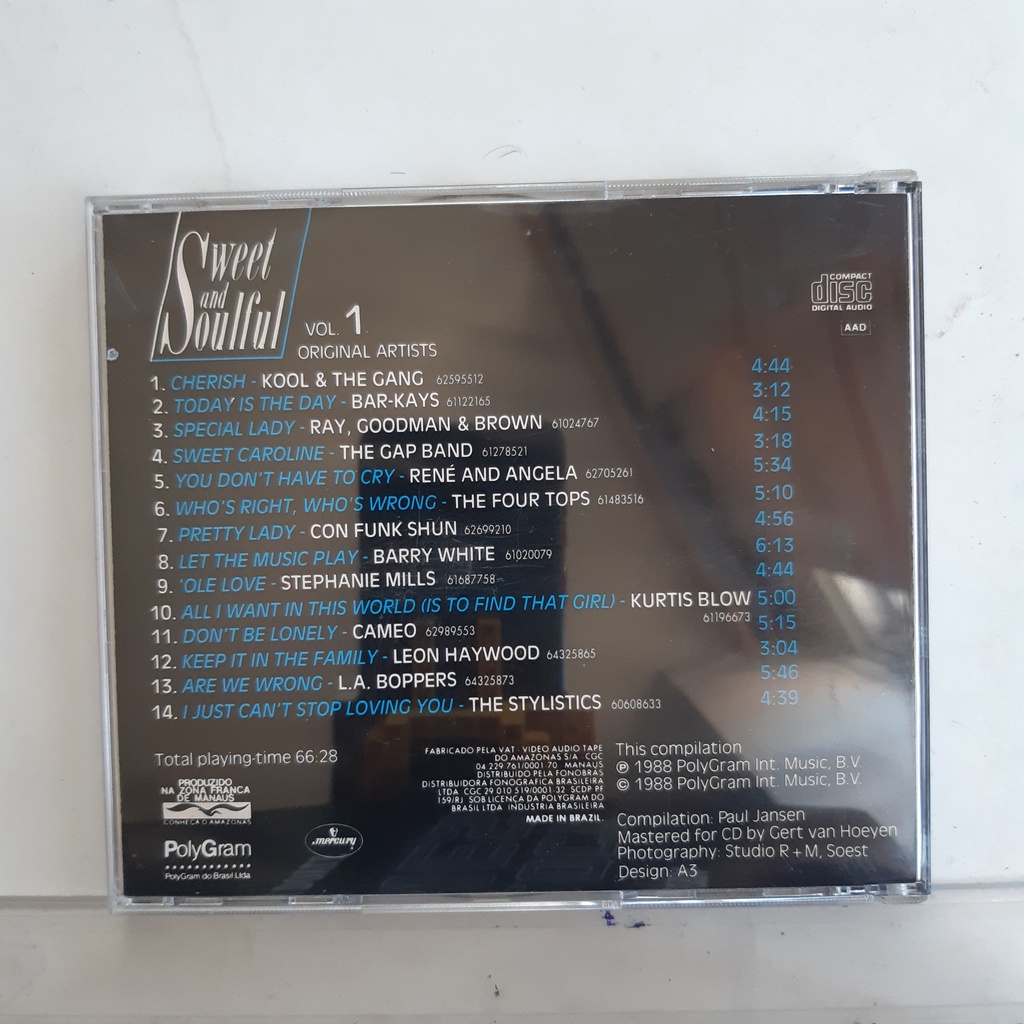 Sweet
and
Soulful
VOL. 1
ORIGINAL ARTISTS
COMPACT
disc
DIGITAL AUDIO
AAD
1. CHERISH - KOOL & THE GANG 62595512 4:44
2. TODAY IS THE DAY - BAR-KAYS 61122165 3:12
3. SPECIAL LADY - RAY, GOODMAN & BROWN 61024767 4:15
4. SWEET CAROLINE - THE GAP BAND 61278521 3:18
5. YOU DON'T HAVE TO CRY - RENÉ AND ANGELA 62705261 5:34
6. WHO'S RIGHT, WHO'S WRONG - THE FOUR TOPS 61483516 5:10
7. PRETTY LADY - CON FUNK SHUN 62699210 4:56
8. LET THE MUSIC PLAY - BARRY WHITE 61020079 6:13
9. 'OLE LOVE - STEPHANIE MILLS 61687758 4:44
10. ALL I WANT IN THIS WORLD (IS TO FIND THAT GIRL) - KURTIS BLOW 5:00
61196673
11. DON'T BE LONELY - CAMEO 62989553 5:15
12. KEEP IT IN THE FAMILY - LEON HAYWOOD 64325865 3:04
13. ARE WE WRONG - L.A. BOPPERS 64325873 5:46
14. I JUST CAN'T STOP LOVING YOU - THE STYLISTICS 60608633 4:39
Total playing-time 66:28
PRODUZIDO
NA ZONA FRANCA
DE MANAUS
CONHEÇA O AMAZONAS
PolyGram
PolyGram do Brasil Ltda.
mercury
FABRICADO PELA VAT - VIDEO AUDIO TAPE
DO AMAZONAS S/A CGC
04 229 761/0001 70 MANAUS
DISTRIBUIDO PELA FONOBRAS
DISTRIBUIDORA FONOGRAFICA BRASILEIRA
LTDA CGC 29 010 519/0001-32 SCDP PF
159/RJ SOB LICENÇA DA POLYGRAM DO
BRASIL LTDA INDUSTRIA BRASILEIRA
MADE IN BRAZIL.
This compilation
℗ 1988 PolyGram Int. Music, B.V.
© 1988 PolyGram Int. Music, B.V.
Compilation: Paul Jansen
Mastered for CD by Gert van Hoeyen
Photography: Studio R + M, Soest
Design: A3